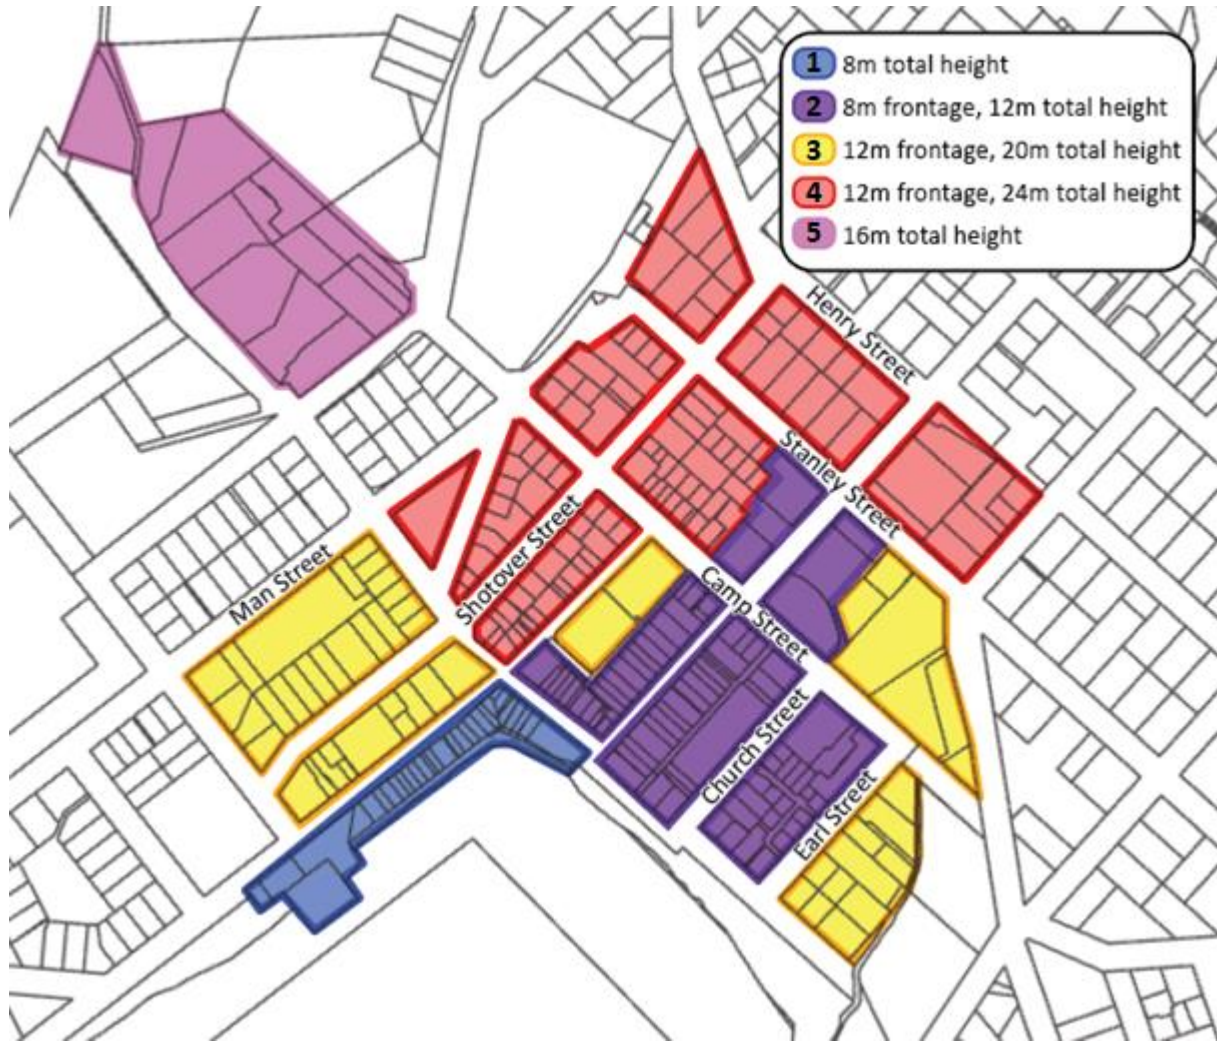 1 8m total height
2 8m frontage, 12m total height
3 12m frontage, 20m total height
4 12m frontage, 24m total height
5 16m total height
Henry Street
Stanley Street
Shotover Street
Man Street
Camp Street
Church Street
Earl Street